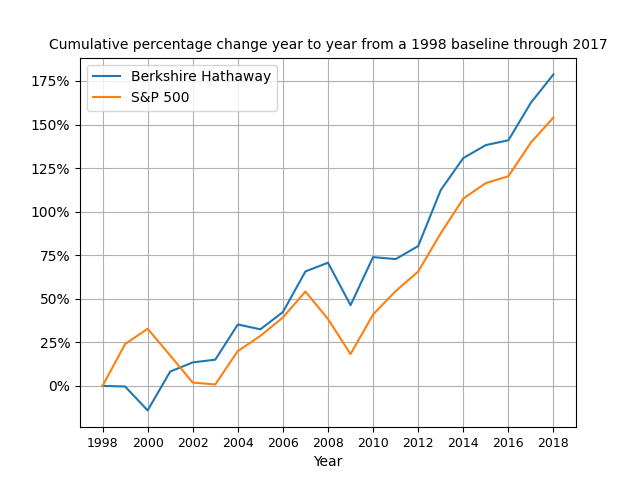 Cumulative percentage change year to year from a 1998 baseline through 2017
Berkshire Hathaway
S&P 500
175%
150%
125%
100%
75%
50%
25%
0%
1998 2000 2002 2004 2006 2008 2010 2012 2014 2016 2018
Year